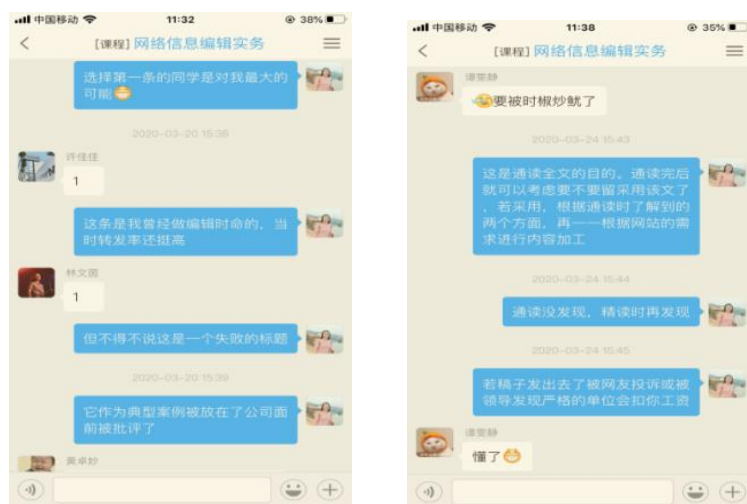 中国移动
11:32
38%
[课程] 网络信息编辑实务
选择第一条的同学是对我最大的
可能
2020-03-20 15:38
许佳佳
1
这条是我曾经做编辑时命的，当
时转发率还挺高
林文茵
1
但不得不说这是一个失败的标题
2020-03-20 15:39
它作为典型案例被放在了公司面
前被批评了
黄卓妙
中国移动
11:38
35%
[课程] 网络信息编辑实务
谭雯静
要被时椒炒鱿了
2020-03-24 15:43
这是通读全文的目的，通读完后
就可以考虑要不要留采用该文了
，若采用，根据通读时了解到的
两个方面，再一一根据网站的需
求进行内容加工
2020-03-24 15:44
通读没发现，精读时再发现
2020-03-24 15:45
若稿子发出去了被网友投诉或被
领导发现严格的单位会扣你工资
谭雯静
懂了